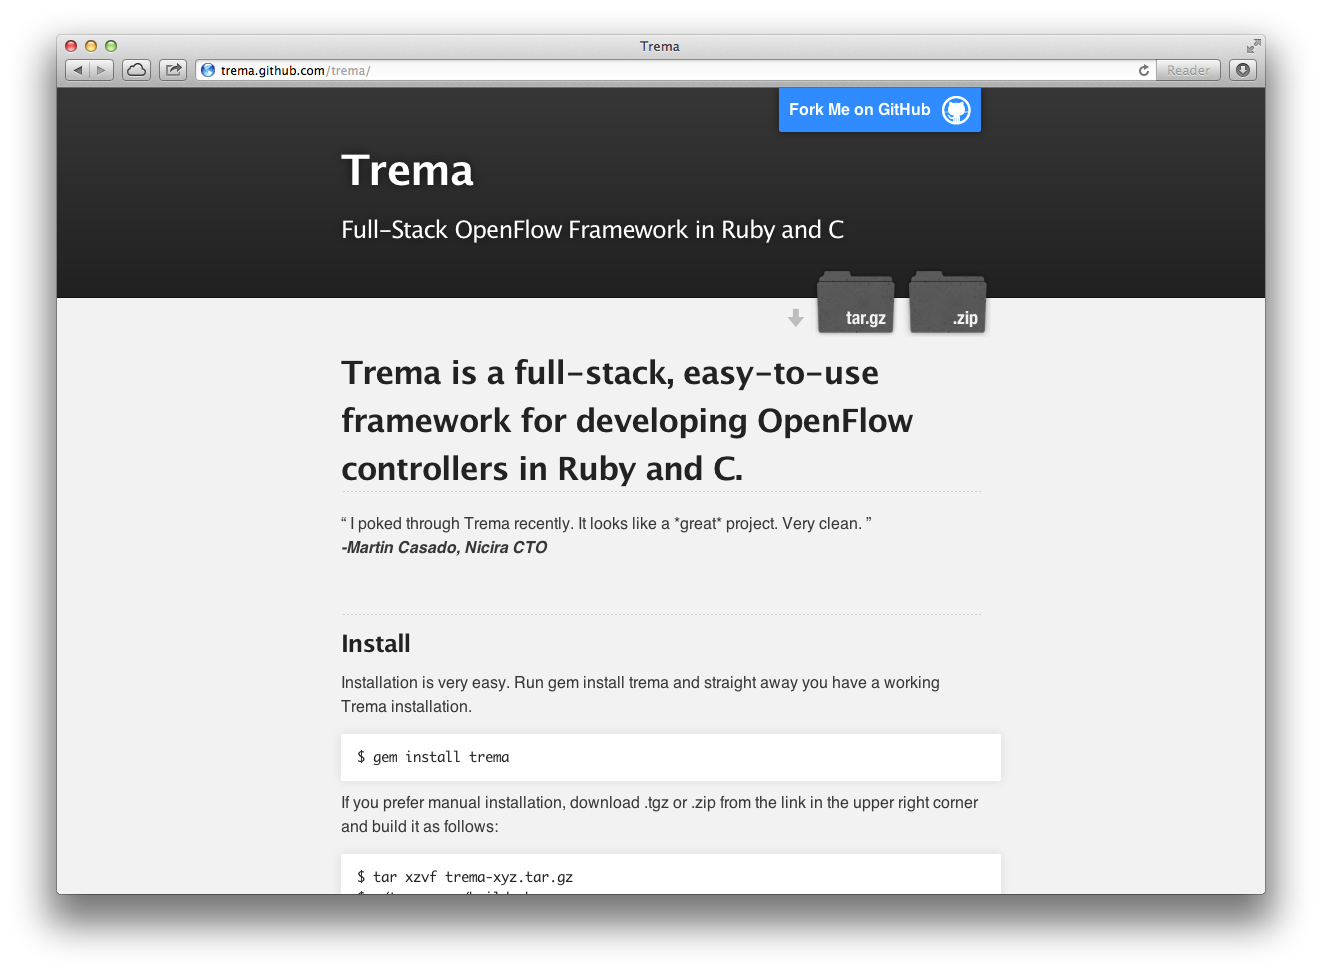 Trema
trema.github.com/trema/
Reader
Fork Me on GitHub
Trema
Full-Stack OpenFlow Framework in Ruby and C
tar.gz
.zip
Trema is a full-stack, easy-to-use
framework for developing OpenFlow
controllers in Ruby and C.
“ I poked through Trema recently. It looks like a *great* project. Very clean. ”
-Martin Casado, Nicira CTO
Install
Installation is very easy. Run gem install trema and straight away you have a working
Trema installation.
$ gem install trema
If you prefer manual installation, download .tgz or .zip from the link in the upper right corner
and build it as follows:
$ tar xzvf trema-xyz.tar.gz